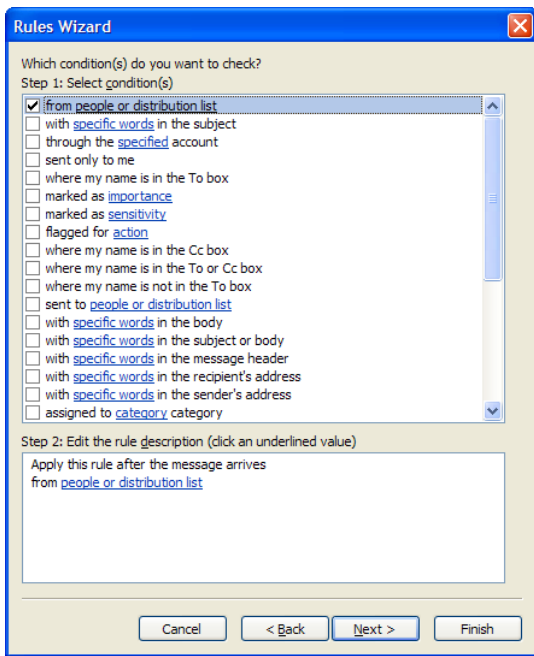 Rules Wizard
Which condition(s) do you want to check?
Step 1: Select condition(s)
from people or distribution list
with specific words in the subject
through the specified account
sent only to me
where my name is in the To box
marked as importance
marked as sensitivity
flagged for action
where my name is in the Cc box
where my name is in the To or Cc box
where my name is not in the To box
sent to people or distribution list
with specific words in the body
with specific words in the subject or body
with specific words in the message header
with specific words in the recipient's address
with specific words in the sender's address
assigned to category category
Step 2: Edit the rule description (click an underlined value)
Apply this rule after the message arrives
from people or distribution list
Cancel < Back Next > Finish